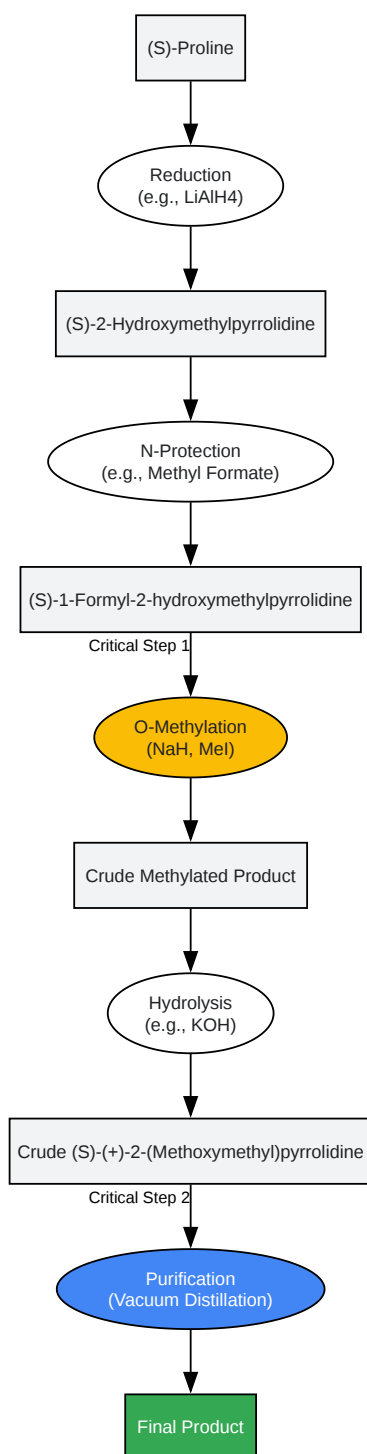 (S)-Proline
Reduction
(e.g., LiAlH4)
(S)-2-Hydroxymethylpyrrolidine
N-Protection
(e.g., Methyl Formate)
(S)-1-Formyl-2-hydroxymethylpyrrolidine
Critical Step 1
O-Methylation
(NaH, MeI)
Crude Methylated Product
Hydrolysis
(e.g., KOH)
Crude (S)-(+)-2-(Methoxymethyl)pyrrolidine
Critical Step 2
Purification
(Vacuum Distillation)
Final Product